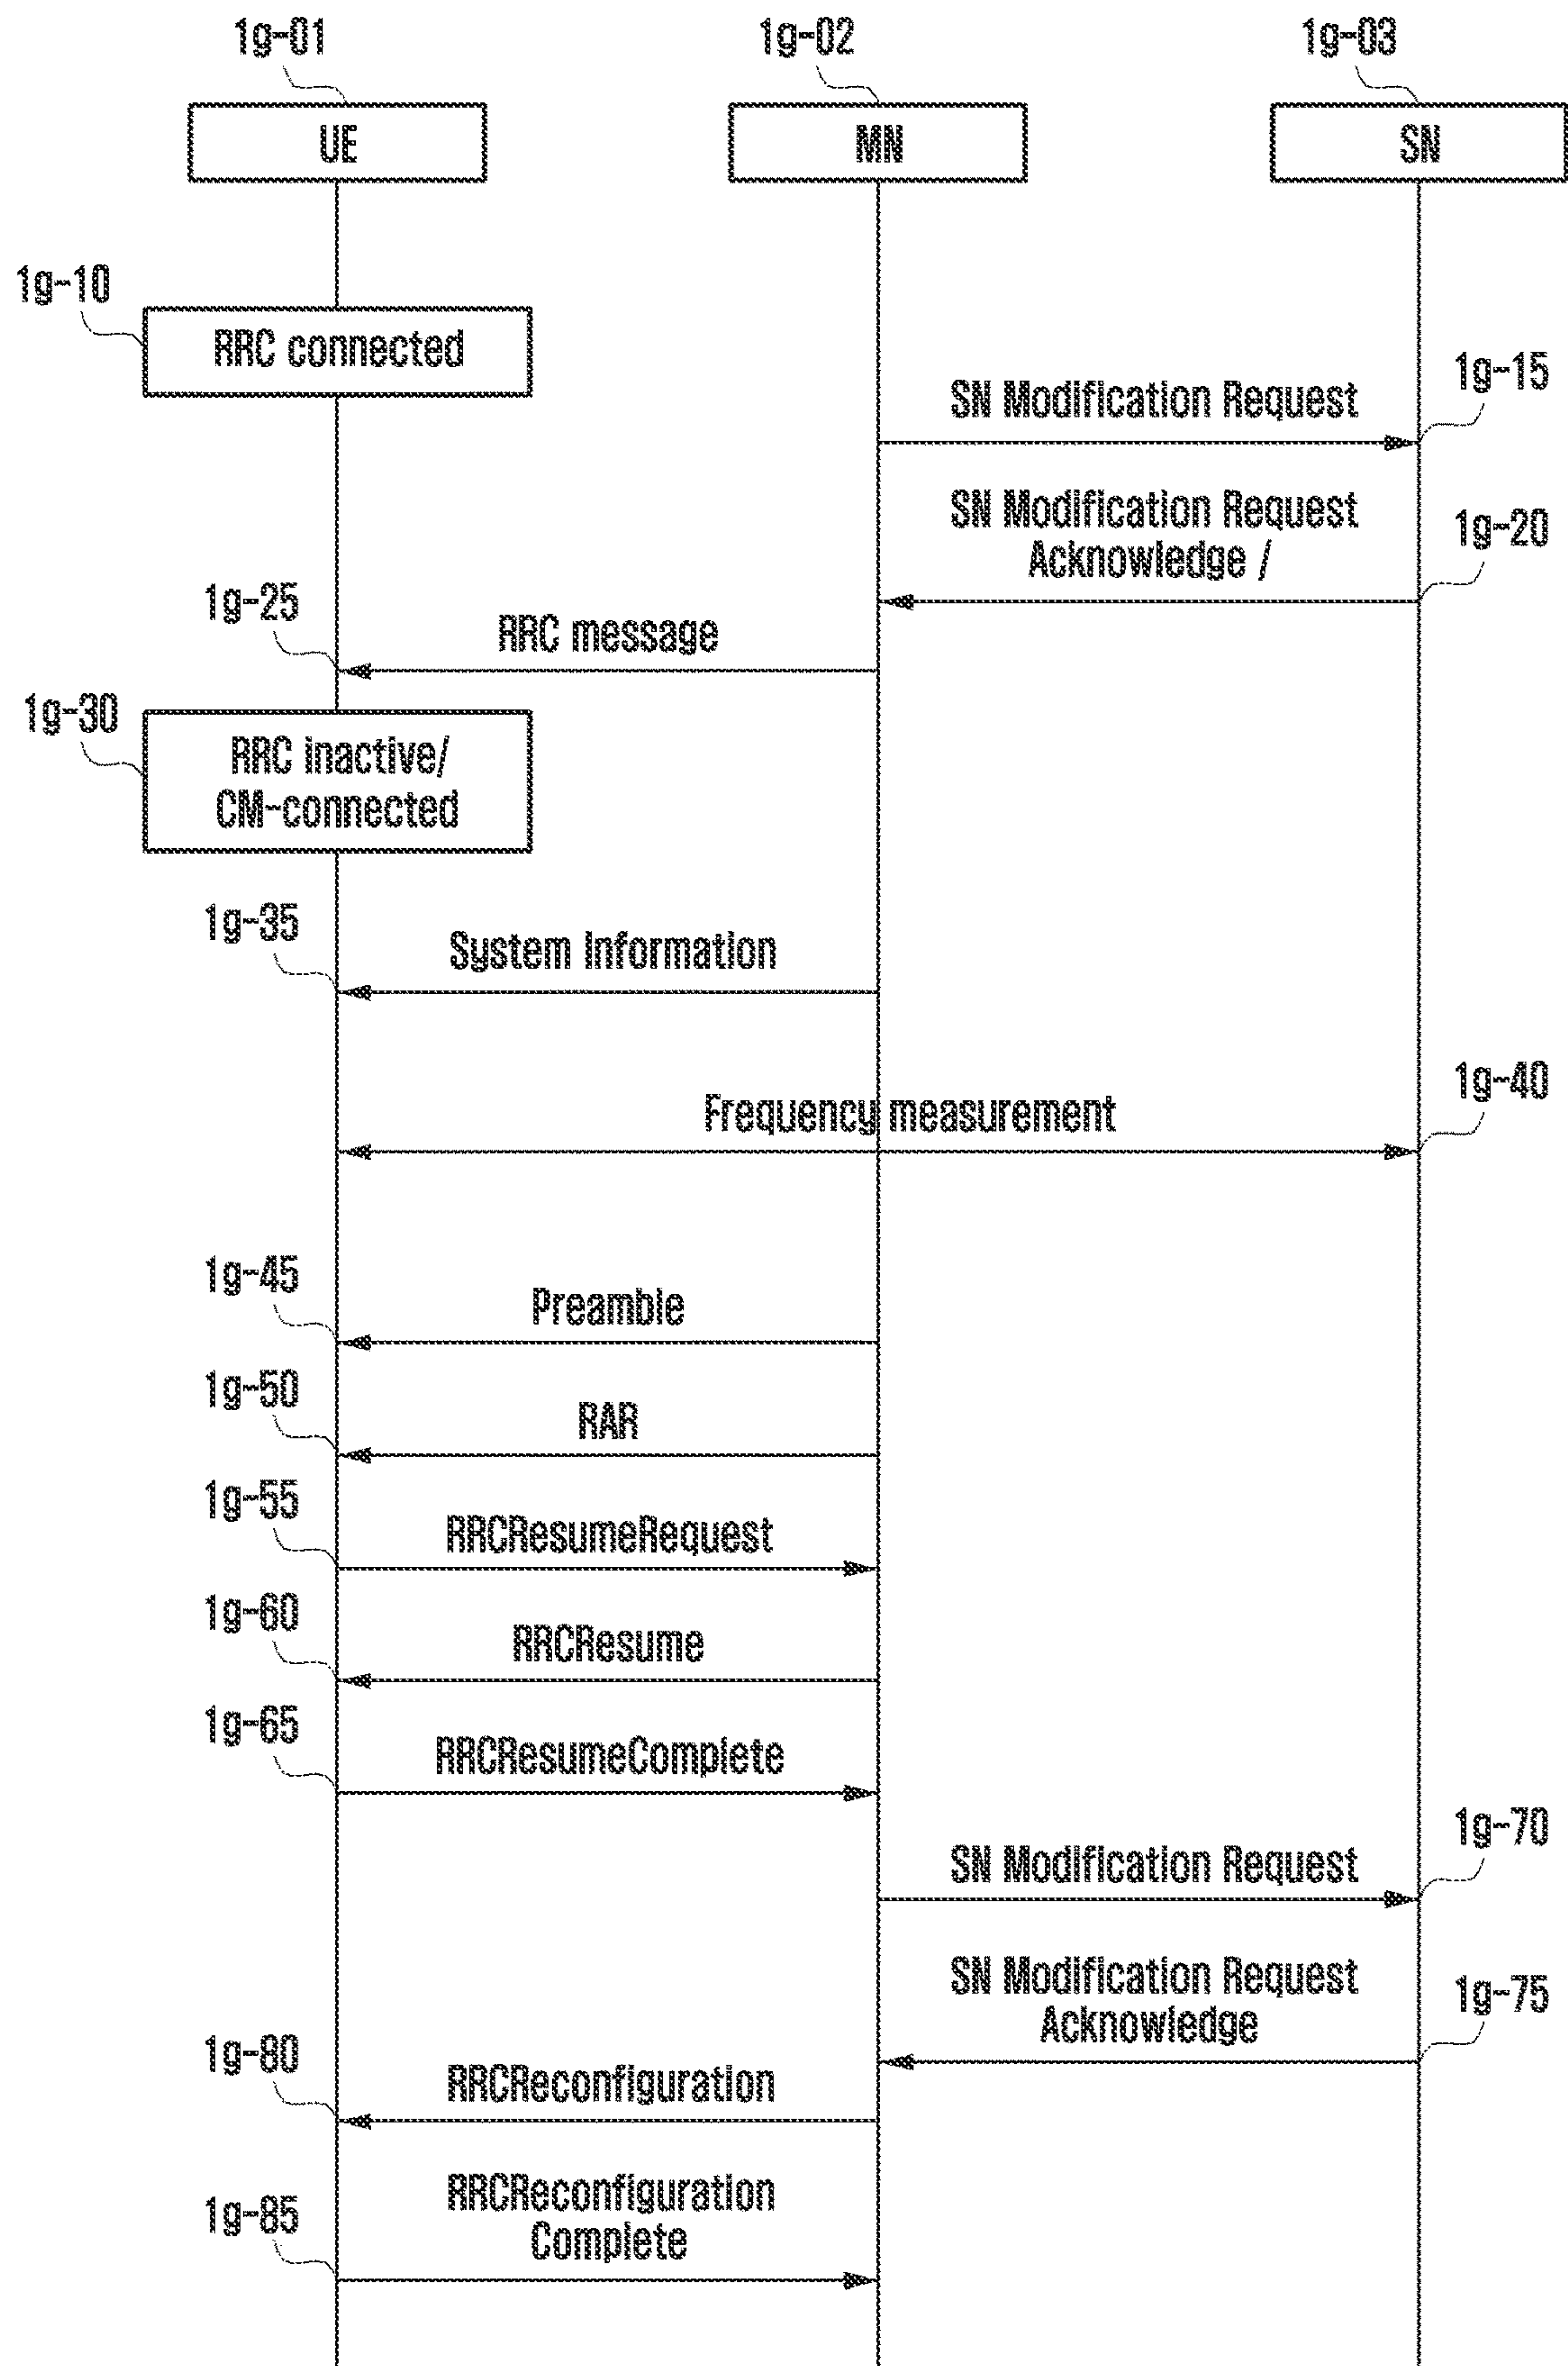 1g-01
1g-02
1g-03
UE
MN
SN
1g-10
RRC connected
SN Modification Request
1g-15
SN Modification Request
Acknowledge /
1g-20
1g-25
RRC message
1g-30
RRC inactive/
CM-connected
1g-35
System Information
Frequency measurement
1g-40
1g-45
Preamble
1g-50
RAR
1g-55
RRCResumeRequest
1g-60
RRCResume
1g-65
RRCResumeComplete
SN Modification Request
1g-70
SN Modification Request
Acknowledge
1g-75
1g-80
RRCReconfiguration
1g-85
RRCReconfiguration
Complete